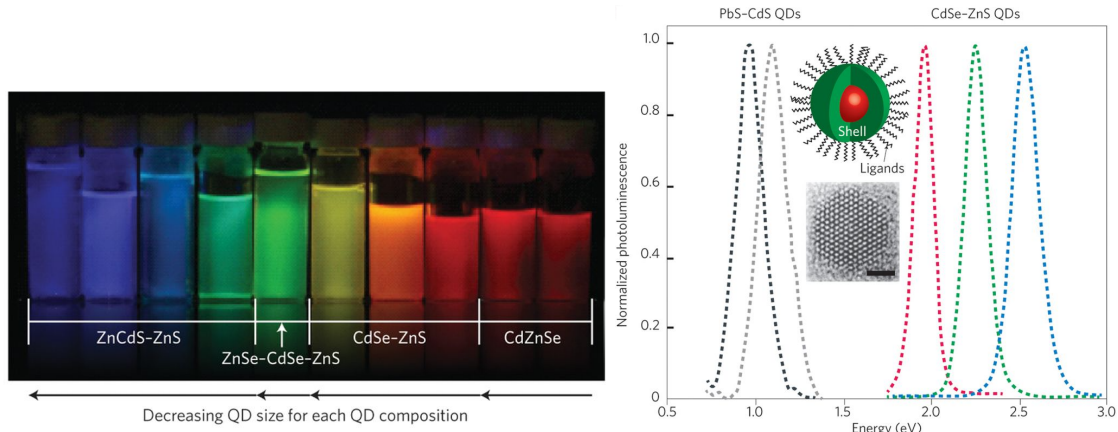 ZnCdS–ZnS
ZnSe–CdSe–ZnS
CdSe–ZnS
CdZnSe
Decreasing QD size for each QD composition
PbS–CdS QDs
CdSe–ZnS QDs
Normalized photoluminescence
1.0
0.8
0.6
0.4
0.2
0
Shell
Ligands
0.5
1.0
1.5
2.0
2.5
3.0
Energy (eV)